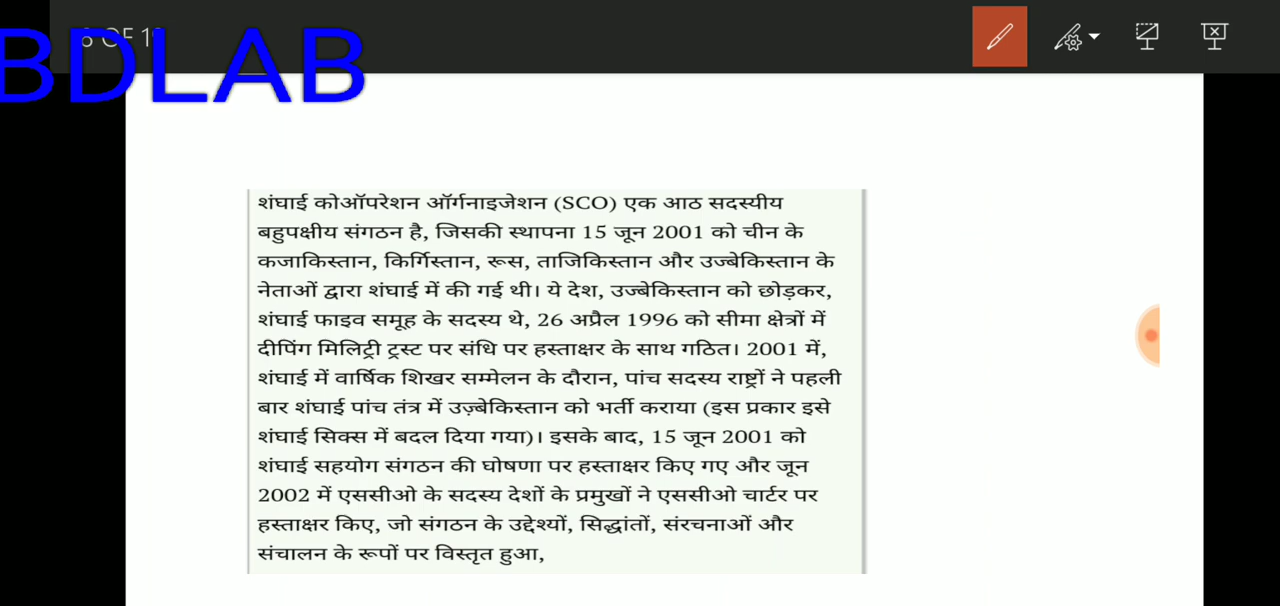 BDLAB
शंघाई कोऑपरेशन ऑर्गनाइजेशन (SCO) एक आठ सदस्यीय
बहुपक्षीय संगठन है, जिसकी स्थापना 15 जून 2001 को चीन के
कजाकिस्तान, किर्गिस्तान, रूस, ताजिकिस्तान और उज्बेकिस्तान के
नेताओं द्वारा शंघाई में की गई थी। ये देश, उज्बेकिस्तान को छोड़कर,
शंघाई फाइव समूह के सदस्य थे, 26 अप्रैल 1996 को सीमा क्षेत्रों में
दीपिंग मिलिट्री ट्रस्ट पर संधि पर हस्ताक्षर के साथ गठित। 2001 में,
शंघाई में वार्षिक शिखर सम्मेलन के दौरान, पांच सदस्य राष्ट्रों ने पहली
बार शंघाई पांच तंत्र में उज़्बेकिस्तान को भर्ती कराया (इस प्रकार इसे
शंघाई सिक्स में बदल दिया गया)। इसके बाद, 15 जून 2001 को
शंघाई सहयोग संगठन की घोषणा पर हस्ताक्षर किए गए और जून
2002 में एससीओ के सदस्य देशों के प्रमुखों ने एससीओ चार्टर पर
हस्ताक्षर किए, जो संगठन के उद्देश्यों, सिद्धांतों, संरचनाओं और
संचालन के रूपों पर विस्तृत हुआ,